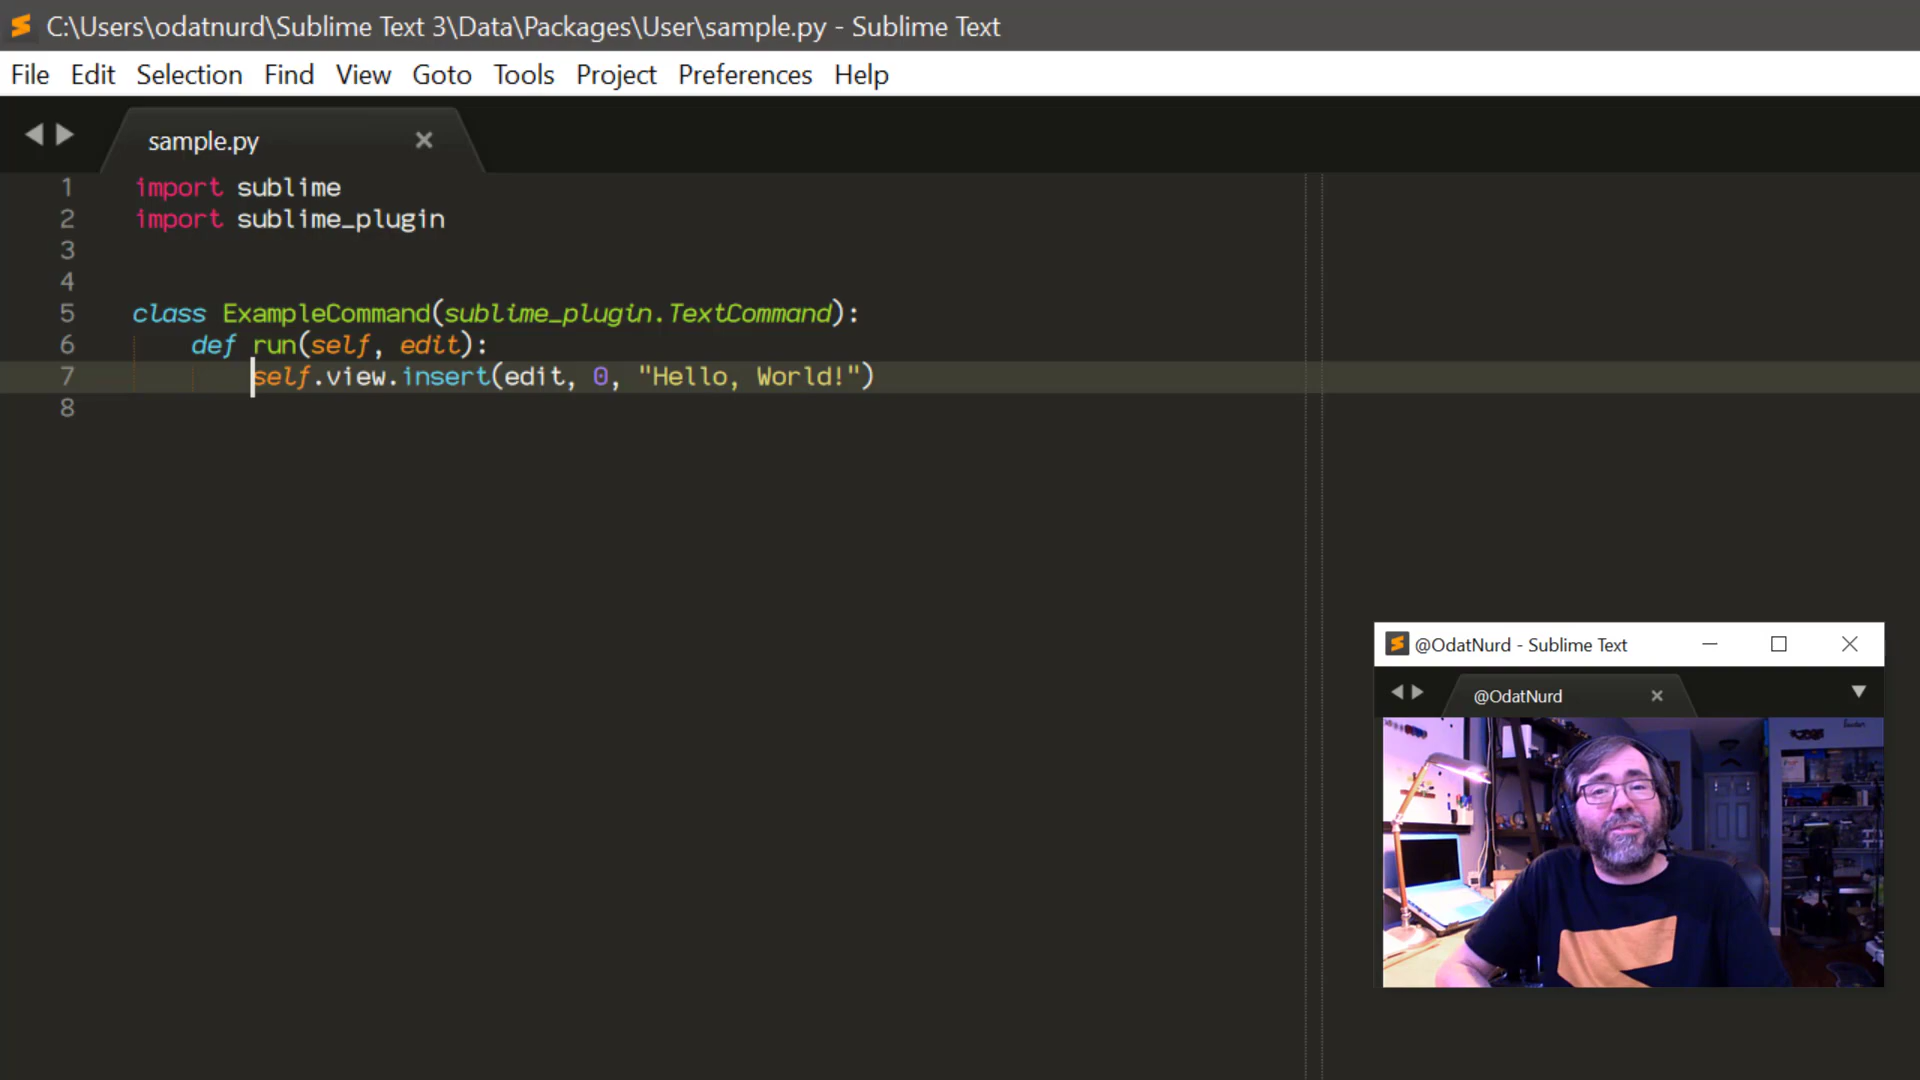 C:\Users\odatnurd\Sublime Text 3\Data\Packages\User\sample.py - Sublime Text
File Edit Selection Find View Goto Tools Project Preferences Help
sample.py
1 import sublime
2 import sublime_plugin
3
4
5 class ExampleCommand(sublime_plugin.TextCommand):
6 def run(self, edit):
7 self.view.insert(edit, 0, "Hello, World!")
8
@OdatNurd - Sublime Text
@OdatNurd